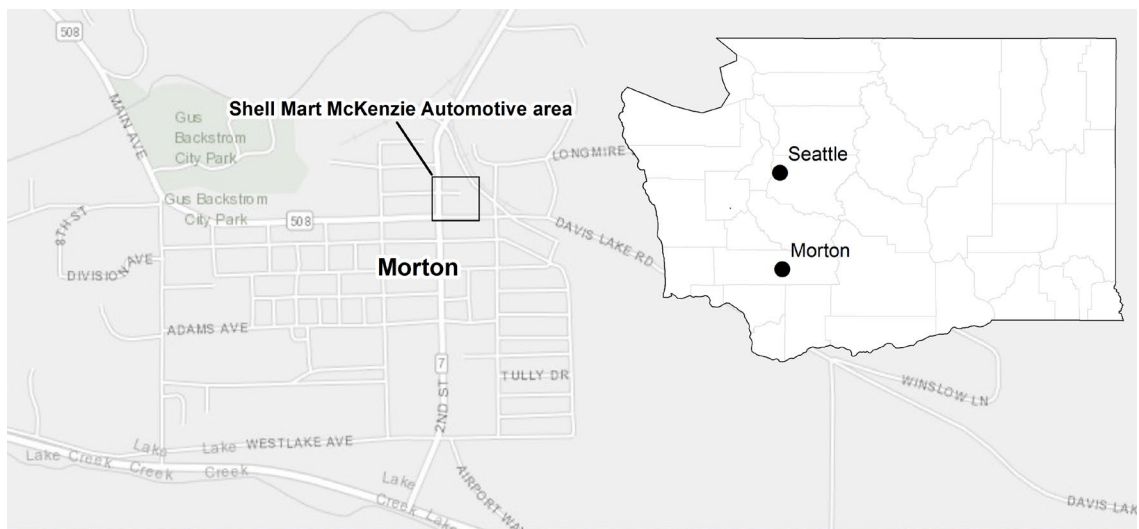 508
MAIN AVE
Gus
Backstrom
City Park
Shell Mart McKenzie Automotive area
LONGMIRE
Seattle
Gus Backstrom
City Park
508
8TH ST
DAVIS LAKE RD
Morton
Morton
DIVISION AVE
ADAMS AVE
7
TULLY DR
2ND ST
WINSLOW LN
Lake Lake WESTLAKE AVE
Lake Creek Creek Creek
Lake
Creek Lake
AIRPORT WAY
DAVIS LAK